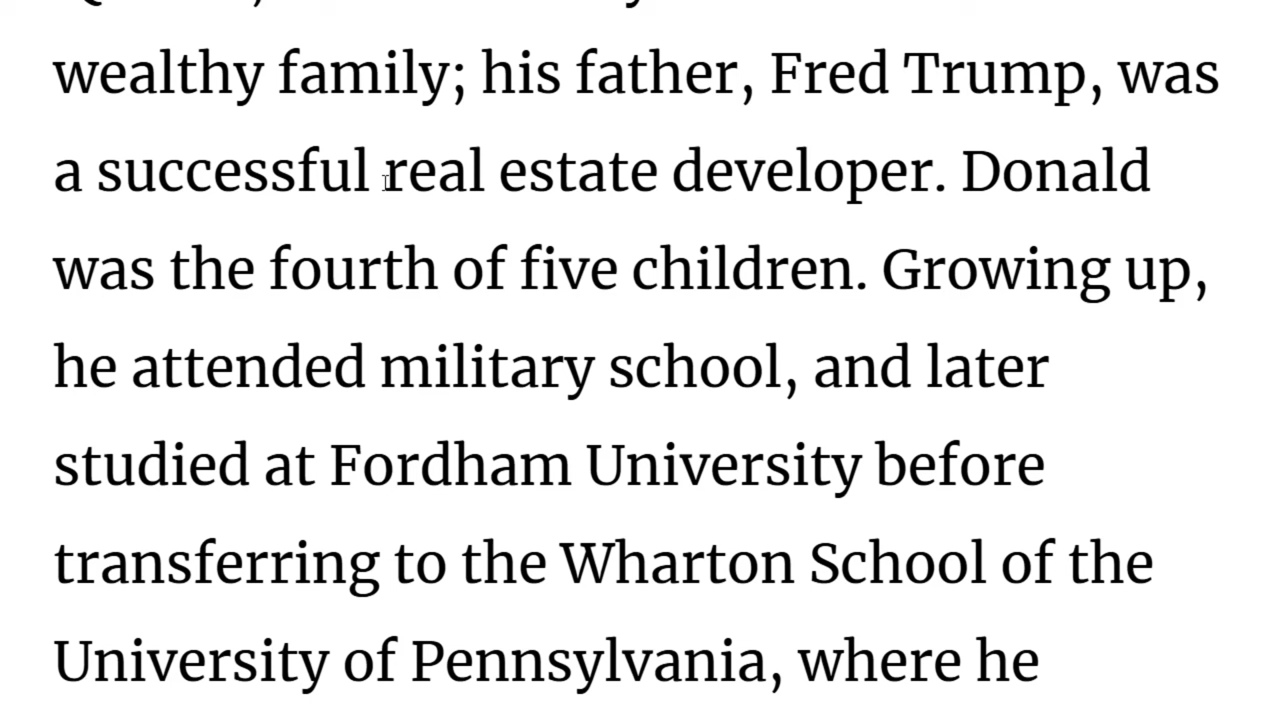 wealthy family; his father, Fred Trump, was
a successful real estate developer. Donald
was the fourth of five children. Growing up,
he attended military school, and later
studied at Fordham University before
transferring to the Wharton School of the
University of Pennsylvania, where he